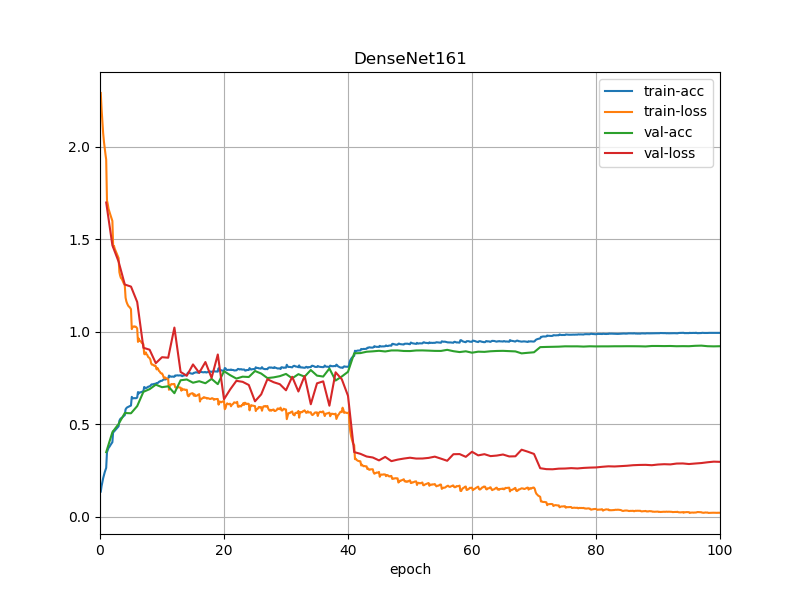 DenseNet161
train-acc
train-loss
val-acc
val-loss
2.0
1.5
1.0
0.5
0.0
0 20 40 60 80 100
epoch